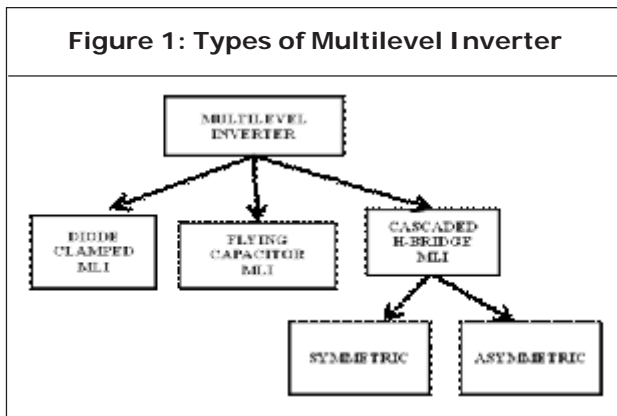 Figure 1: Types of Multilevel Inverter
MULTILEVEL
INVERTER
DIODE
CLAMPED
MLI
FLYING
CAPACITOR
MLI
CASCADED
H-BRIDGE
MLI
SYMMETRIC
ASYMMETRIC